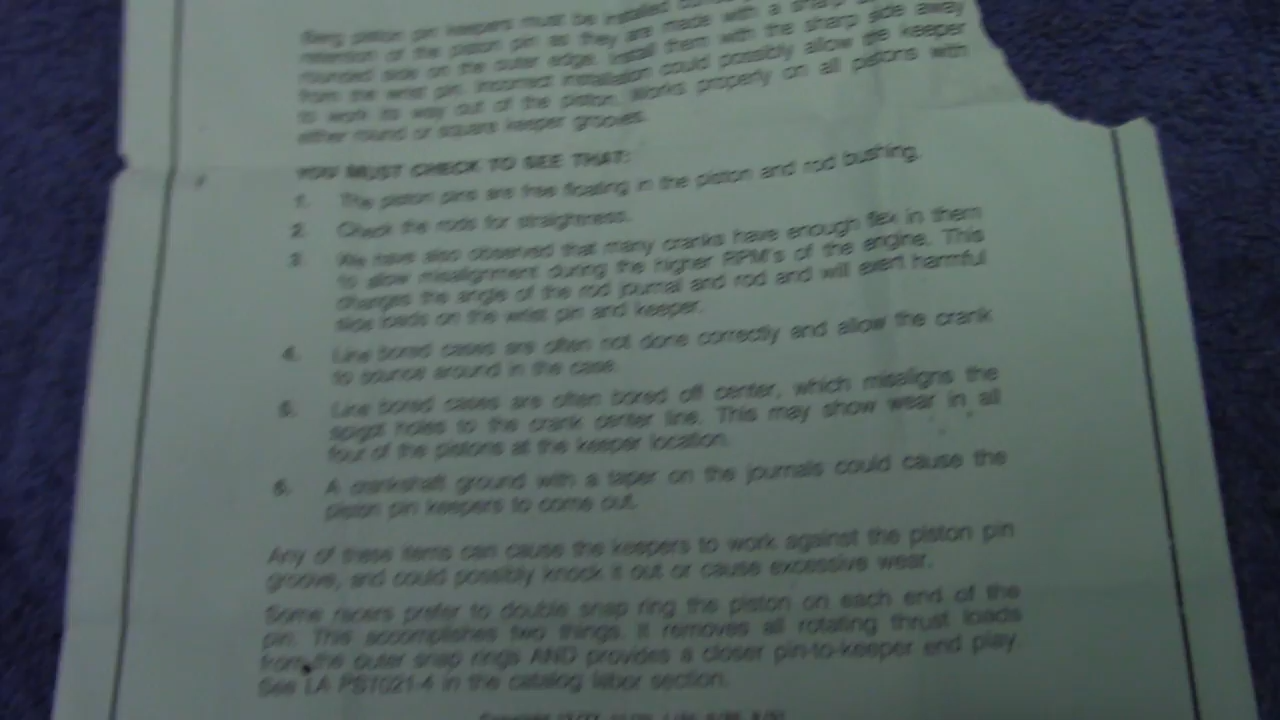 piston pin keepers must be installed
retention of the piston pin as they are made with a sharp
rounded side on the outer edge. Install them with the sharp side away
from the wrist pin. Incorrect installation could possibly allow the keeper
to work its way out of the piston. Works properly on all pistons with
either round or square keeper grooves.
YOU MUST CHECK TO SEE THAT:
1. The piston pins are free floating in the piston and rod bushing.
2. Check the rods for straightness.
3. We have also observed that many cranks have enough flex in them
to allow misalignment during the higher RPM's of the engine. This
changes the angle of the rod journal and rod and will exert harmful
side loads on the wrist pin and keeper.
4. Line bored cases are often not done correctly and allow the crank
to bounce around in the case.
5. Line bored cases are often bored off center, which misaligns the
spigot holes to the crank center line. This may show wear in all
four of the pistons at the keeper location.
6. A crankshaft ground with a taper on the journals could cause the
piston pin keepers to come out.
Any of these items can cause the keepers to work against the piston pin
groove, and could possibly knock it out or cause excessive wear.
Some racers prefer to double snap ring the piston on each end of the
pin. This accomplishes two things. It removes all rotating thrust loads
from the outer snap rings AND provides a closer pin-to-keeper end play.
See LA PS1021-4 in the catalog labor section.